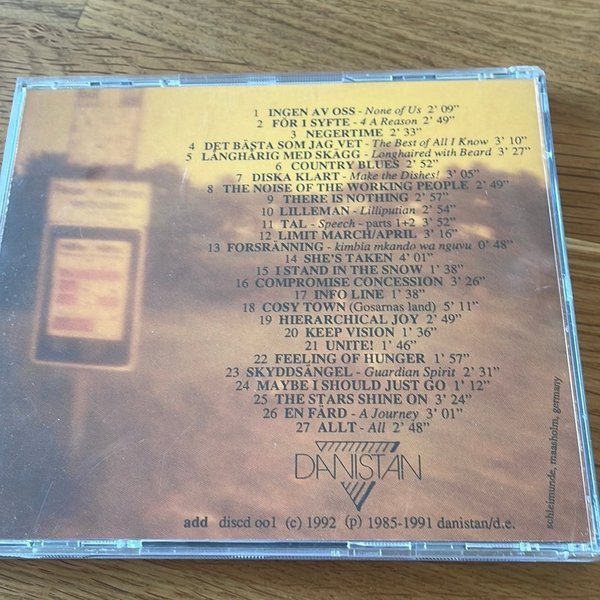 1 INGEN AV OSS - None of Us 2' 09"
2 FÖR I SYFTE - 4 A Reason 2' 49"
3 NEGERTIME 2' 33"
4 DET BÄSTA SOM JAG VET - The Best of All I Know 3' 10"
5 LÅNGHÅRIG MED SKÄGG - Longhaired with Beard 3' 27"
6 COUNTRY BLUES 2' 52"
7 DISKA KLART - Make the Dishes! 3' 05"
8 THE NOISE OF THE WORKING PEOPLE 2' 49"
9 THERE IS NOTHING 2' 57"
10 LILLEMAN - Lilliputian 2' 54"
11 TAL - Speech - parts 1+2 3' 52"
12 LIMIT MARCH/APRIL 3' 16"
13 FORSRÄNNING - kimbia mkando wa nguvu 0' 48"
14 SHE'S TAKEN 4' 01"
15 I STAND IN THE SNOW 1' 38"
16 COMPROMISE CONCESSION 3' 26"
17 INFO LINE 1' 38"
18 COSY TOWN (Gosarnas land) 5' 11"
19 HIERARCHICAL JOY 2' 49"
20 KEEP VISION 1' 36"
21 UNITE! 1' 46"
22 FEELING OF HUNGER 1' 57"
23 SKYDDSÄNGEL - Guardian Spirit 2' 31"
24 MAYBE I SHOULD JUST GO 1' 12"
25 THE STARS SHINE ON 3' 24"
26 EN FÄRD - A Journey 3' 01"
27 ALLT - All 2' 48"
DANISTAN
add discd 001 (c) 1992 (p) 1985-1991 danistan/d.e.
schleimunde, maasholm, germany